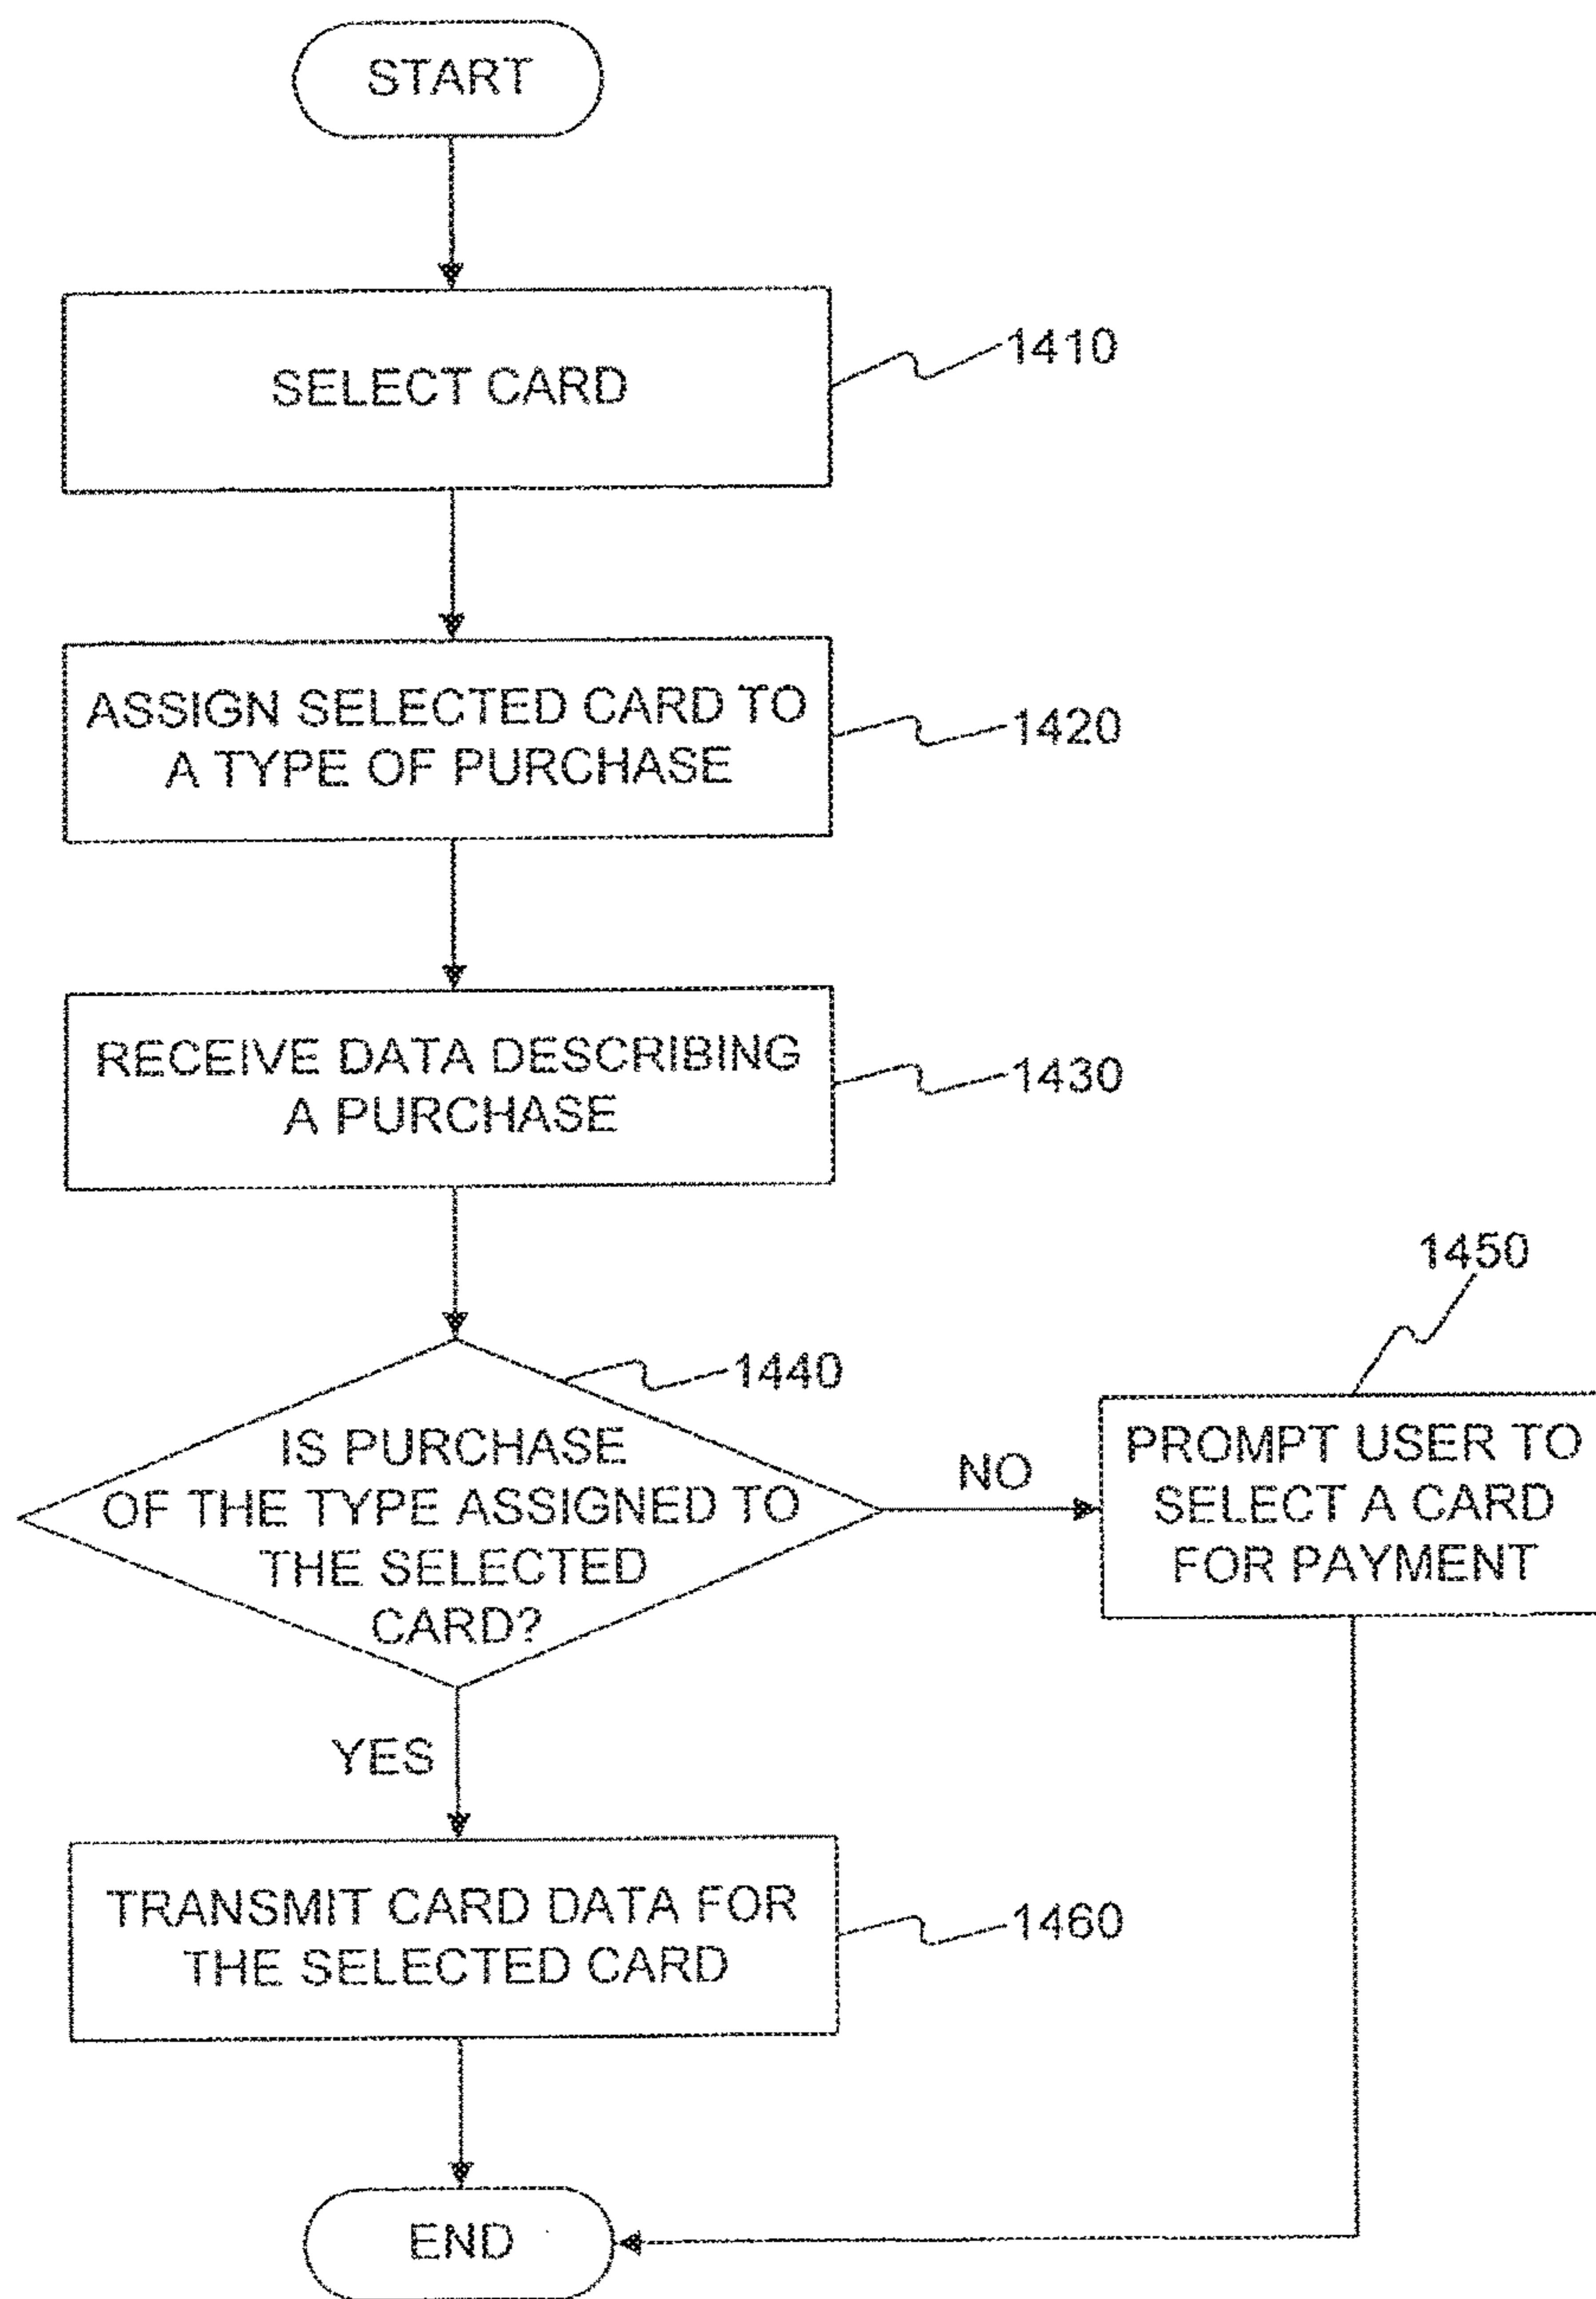 START
SELECT CARD
1410
ASSIGN SELECTED CARD TO
A TYPE OF PURCHASE
1420
RECEIVE DATA DESCRIBING
A PURCHASE
1430
1440
IS PURCHASE
OF THE TYPE ASSIGNED TO
THE SELECTED
CARD?
NO
1450
PROMPT USER TO
SELECT A CARD
FOR PAYMENT
YES
TRANSMIT CARD DATA FOR
THE SELECTED CARD
1460
END